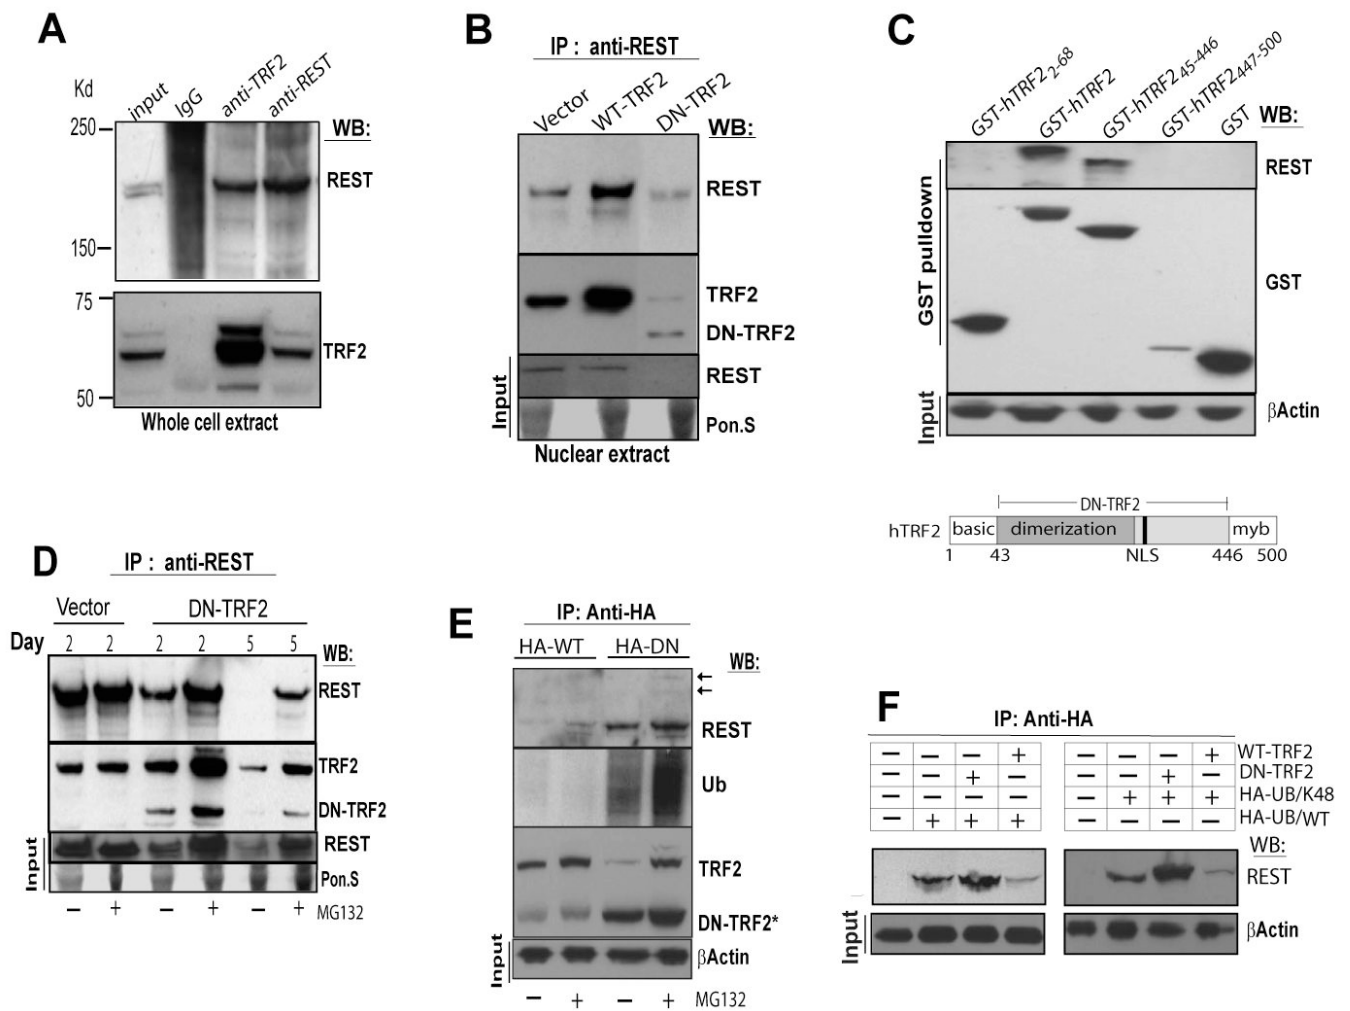 A
Kd
input IgG anti-TRF2 anti-REST
WB:
250
REST
150
75
TRF2
50
Whole cell extract
B
IP : anti-REST
Vector WT-TRF2 DN-TRF2
WB:
REST
TRF2
DN-TRF2
Input
REST
Pon.S
Nuclear extract
C
GST-hTRF2 2-68 GST-hTRF2 GST-hTRF2 45-446 GST-hTRF2 447-500 GST
WB:
GST pulldown
REST
GST
Input
βActin
DN-TRF2
hTRF2 basic dimerization myb
1 43 NLS 446 500
D
IP : anti-REST
Vector DN-TRF2
Day 2 2 2 2 5 5
WB:
REST
TRF2
DN-TRF2
Input
REST
Pon.S
− + − + − + MG132
E
IP: Anti-HA
HA-WT HA-DN
WB:
REST
Ub
TRF2
DN-TRF2*
Input
βActin
− + − + MG132
F
IP: Anti-HA
− − − + − − − + WT-TRF2
− − + − − − + − DN-TRF2
− − − − − + + + HA-UB/K48
− + + + − − − − HA-UB/WT
WB:
REST
Input
βActin